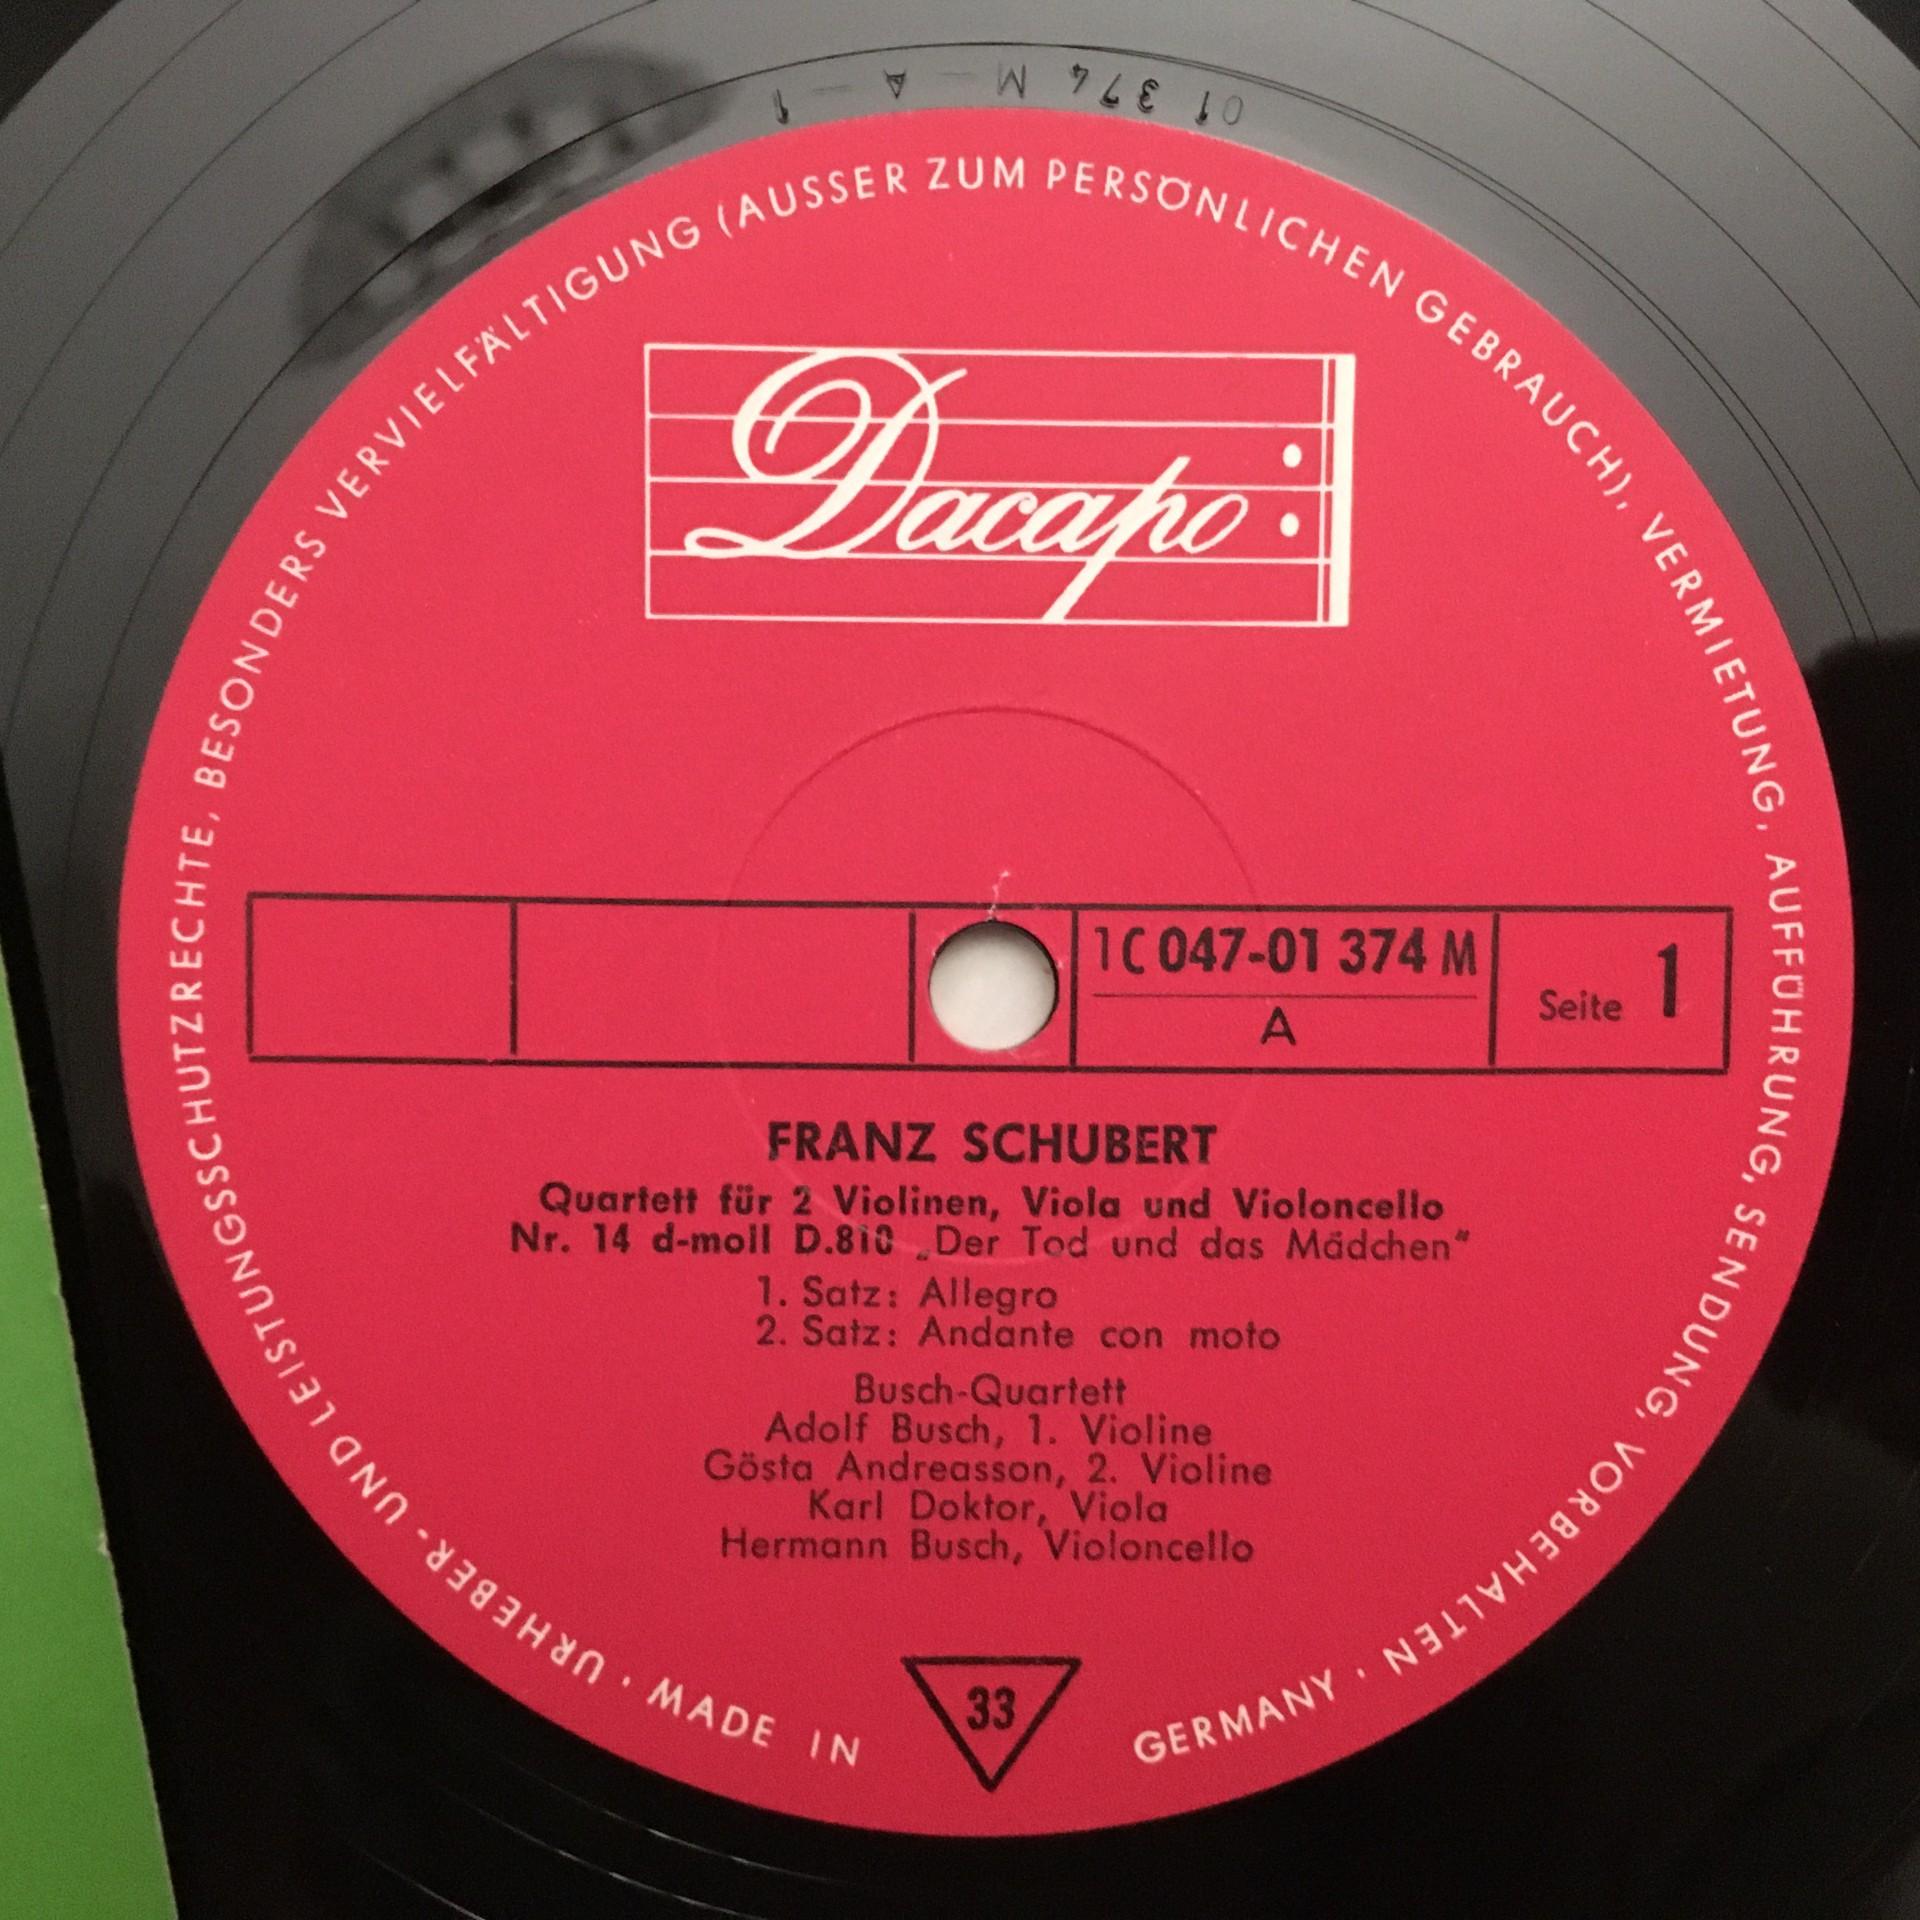 01 374 M - A - 1
URHEBER- UND LEISTUNGSSCHUTZRECHTE, BESONDERS VERVIELFÄLTIGUNG (AUSSER ZUM PERSÖNLICHEN GEBRAUCH), VERMIETUNG, AUFFÜHRUNG, SENDUNG, VORBEHALTEN · MADE IN GERMANY ·
Dacapo
1C 047-01 374 M
A
Seite 1
FRANZ SCHUBERT
Quartett für 2 Violinen, Viola und Violoncello
Nr. 14 d-moll D.810 „Der Tod und das Mädchen“
1. Satz: Allegro
2. Satz: Andante con moto
Busch-Quartett
Adolf Busch, 1. Violine
Gösta Andreasson, 2. Violine
Karl Doktor, Viola
Hermann Busch, Violoncello
33